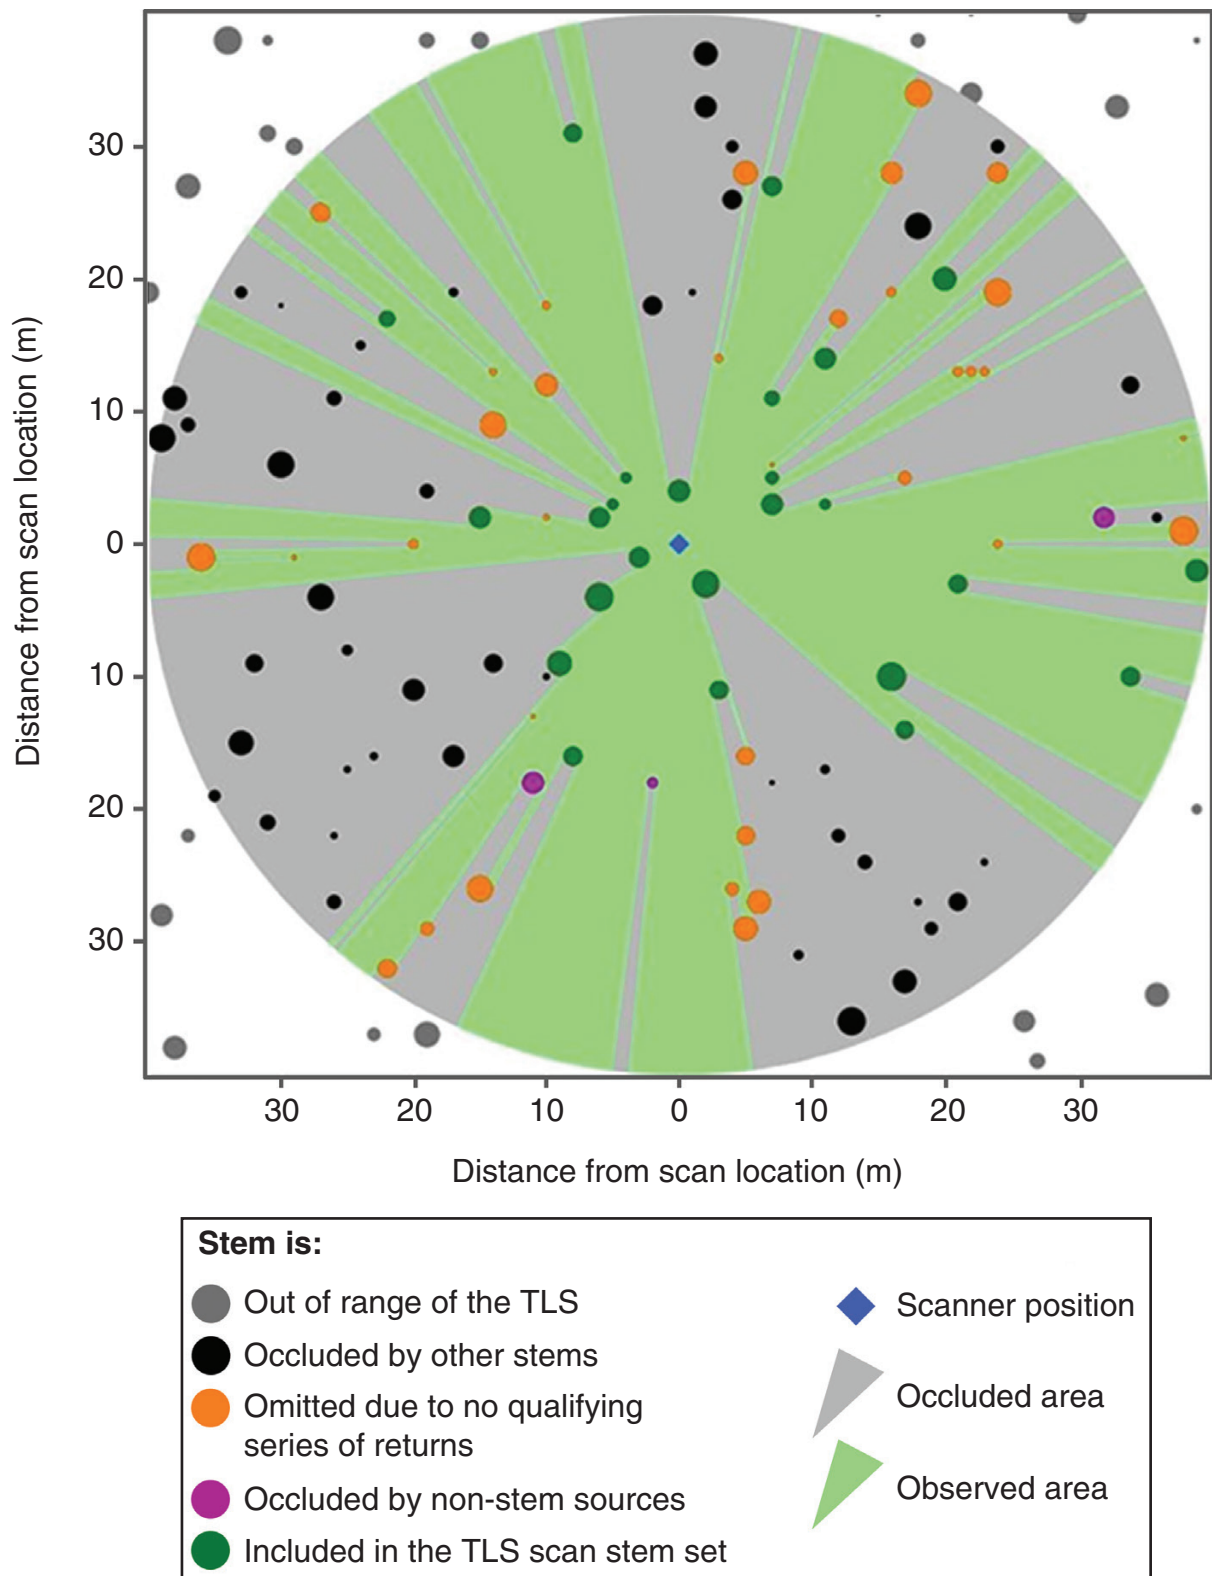 Distance from scan location (m)
30
20
10
0
10
20
30
30
20
10
0
10
20
30
Distance from scan location (m)
Stem is:
Out of range of the TLS
Occluded by other stems
Omitted due to no qualifying
series of returns
Occluded by non-stem sources
Included in the TLS scan stem set
Scanner position
Occluded area
Observed area